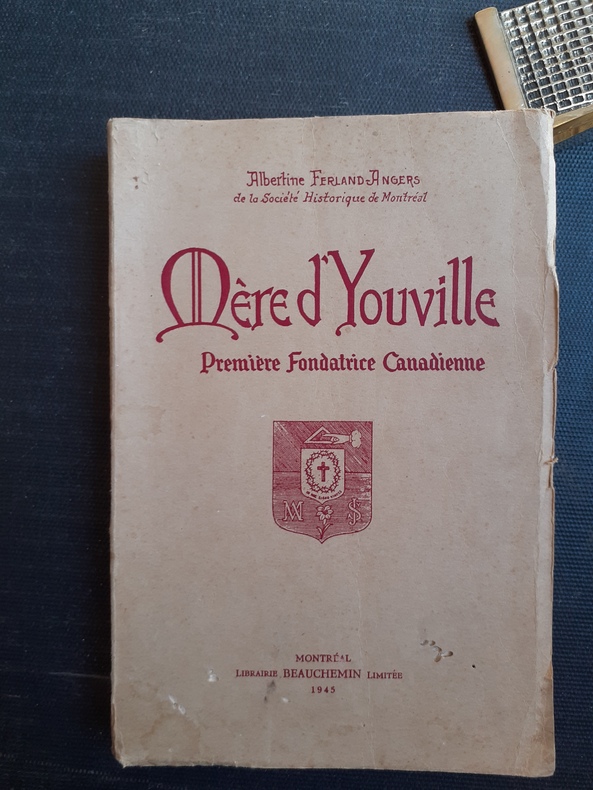 Albertine FERLAND-ANGERS
de la Société Historique de Montréal
Mère d'Youville
Première Fondatrice Canadienne
MONTRÉAL
LIBRAIRIE BEAUCHEMIN LIMITÉE
1945